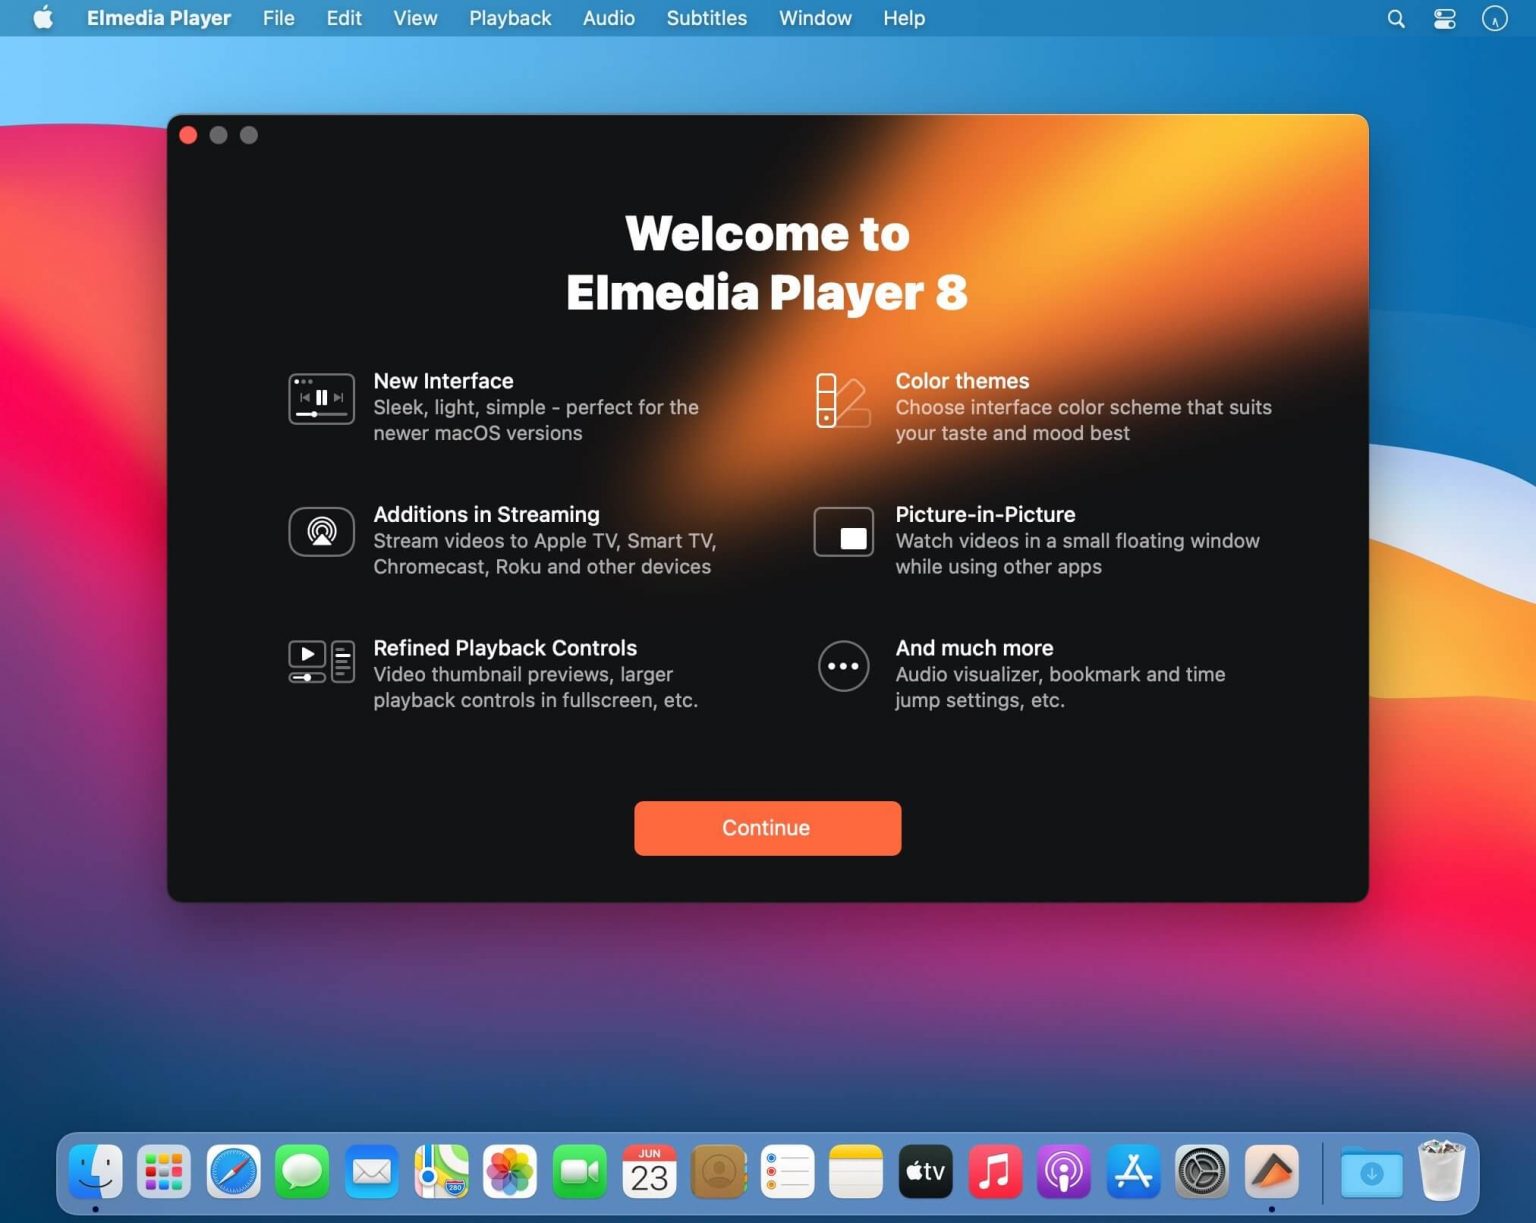 Elmedia Player File Edit View Playback Audio Subtitles Window Help
Welcome to
Elmedia Player 8
New Interface
Sleek, light, simple - perfect for the
newer macOS versions
Color themes
Choose interface color scheme that suits
your taste and mood best
Additions in Streaming
Stream videos to Apple TV, Smart TV,
Chromecast, Roku and other devices
Picture-in-Picture
Watch videos in a small floating window
while using other apps
Refined Playback Controls
Video thumbnail previews, larger
playback controls in fullscreen, etc.
And much more
Audio visualizer, bookmark and time
jump settings, etc.
Continue
280
JUN
23
tv